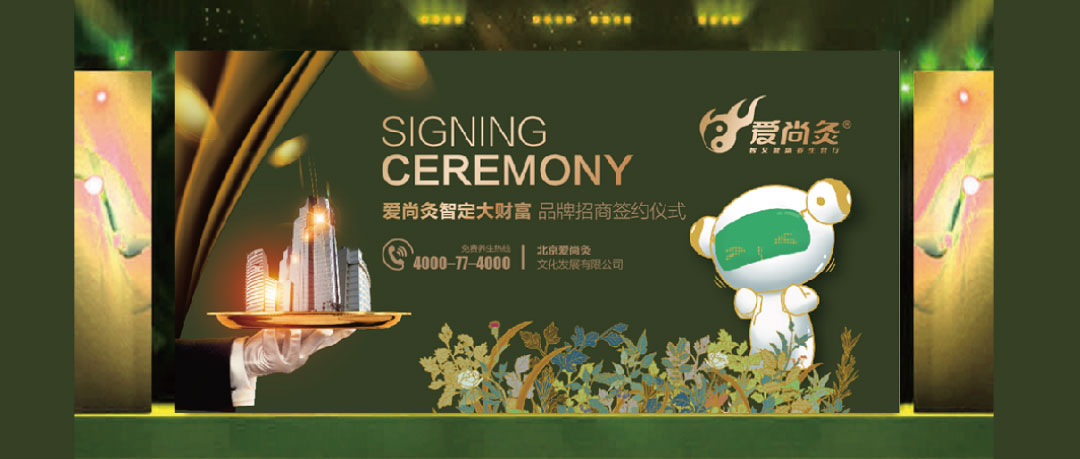 SIGNING
CEREMONY
爱尚灸®
爱尚灸智定大财富 品牌招商签约仪式
免费养生热线
4000-77-4000
北京爱尚灸
文化发展有限公司